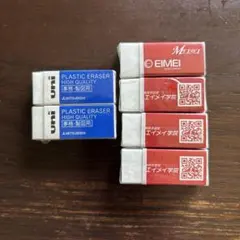 uni
PLASTIC ERASER
HIGH QUALITY
事務・製図用
MITSUBISHI
uni
PLASTIC ERASER
HIGH QUALITY
事務・製図用
MITSUBISHI
EIMEI
エイメイ学院
エイメイ学院
エイメイ学院